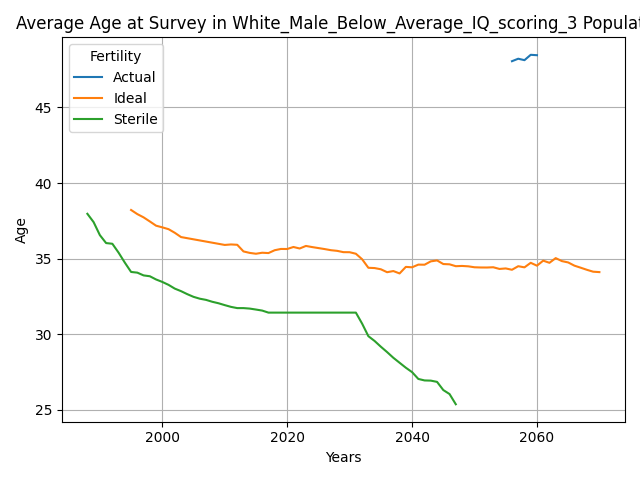 Average Age at Survey in White_Male_Below_Average_IQ_scoring_3 Populat
Fertility
Actual
Ideal
Sterile
45
40
35
30
25
Age
2000 2020 2040 2060
Years